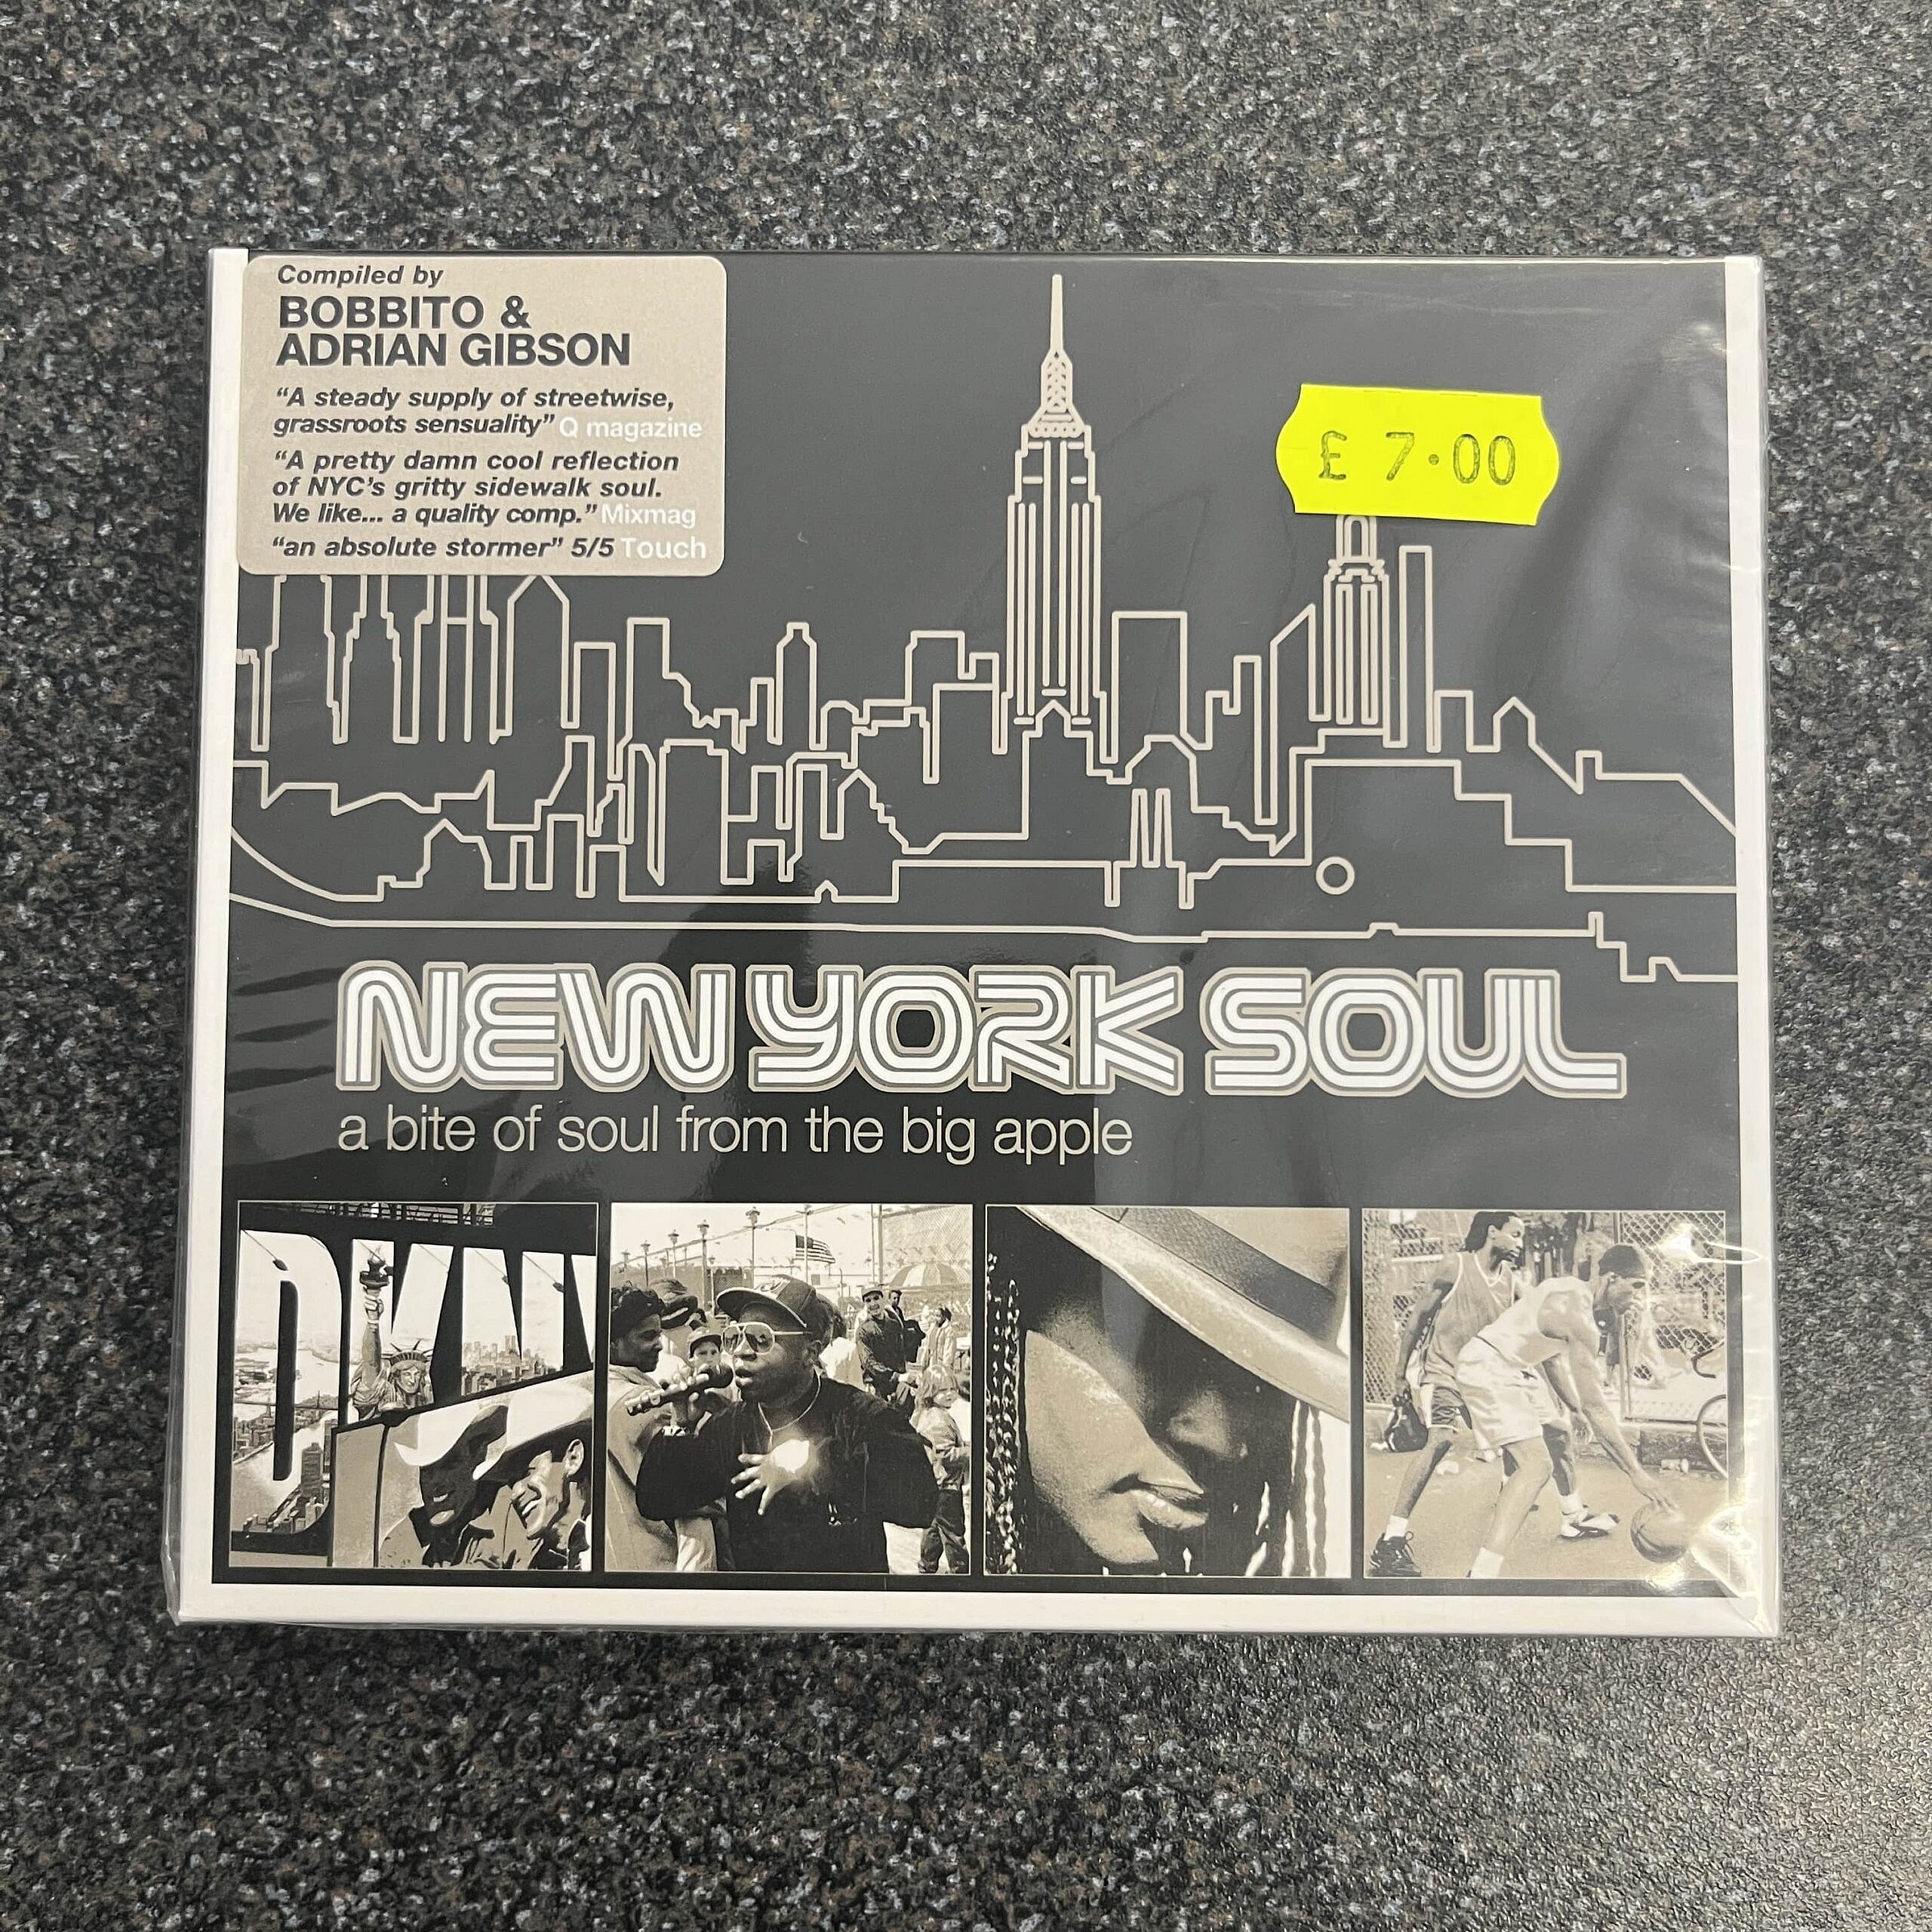 Compiled by
BOBBITO &
ADRIAN GIBSON
“A steady supply of streetwise,
grassroots sensuality” Q magazine
“A pretty damn cool reflection
of NYC’s gritty sidewalk soul.
We like... a quality comp.” Mixmag
“an absolute stormer” 5/5 Touch
£ 7·00
NEW YORK SOUL
a bite of soul from the big apple
DKNY